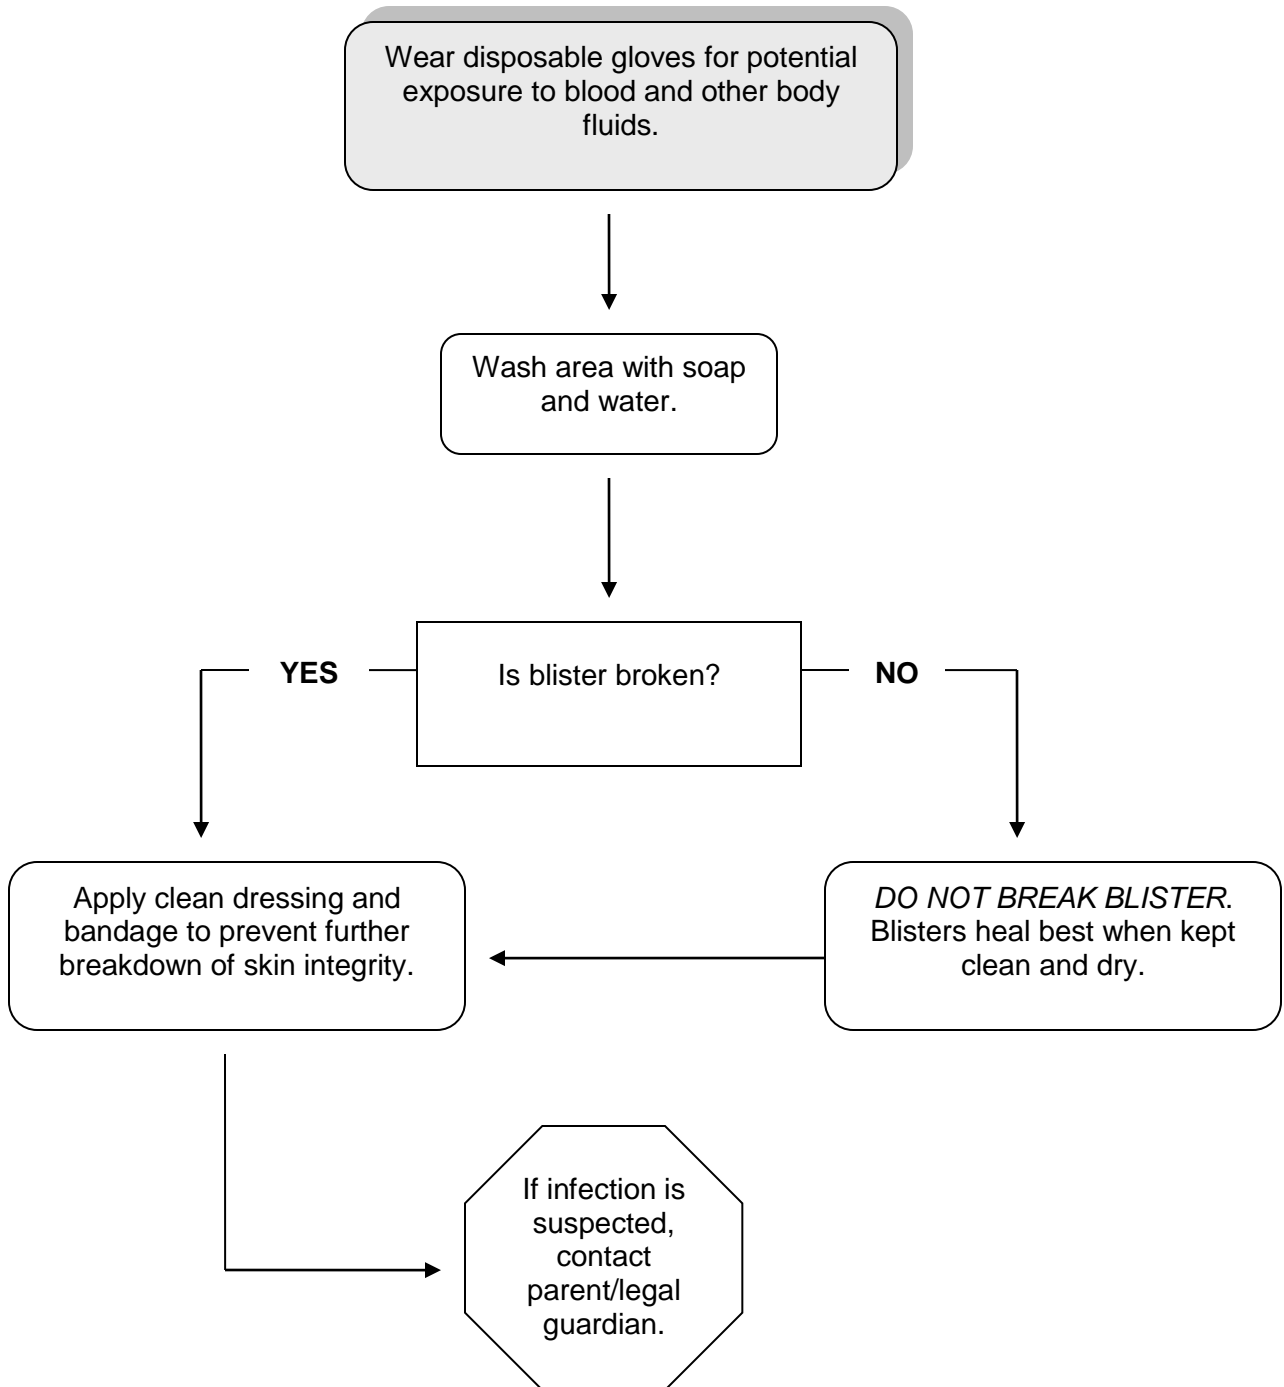 Wear disposable gloves for potential
exposure to blood and other body
fluids.
Wash area with soap
and water.
Is blister broken?
YES
NO
Apply clean dressing and
bandage to prevent further
breakdown of skin integrity.
DO NOT BREAK BLISTER.
Blisters heal best when kept
clean and dry.
If infection is
suspected,
contact
parent/legal
guardian.